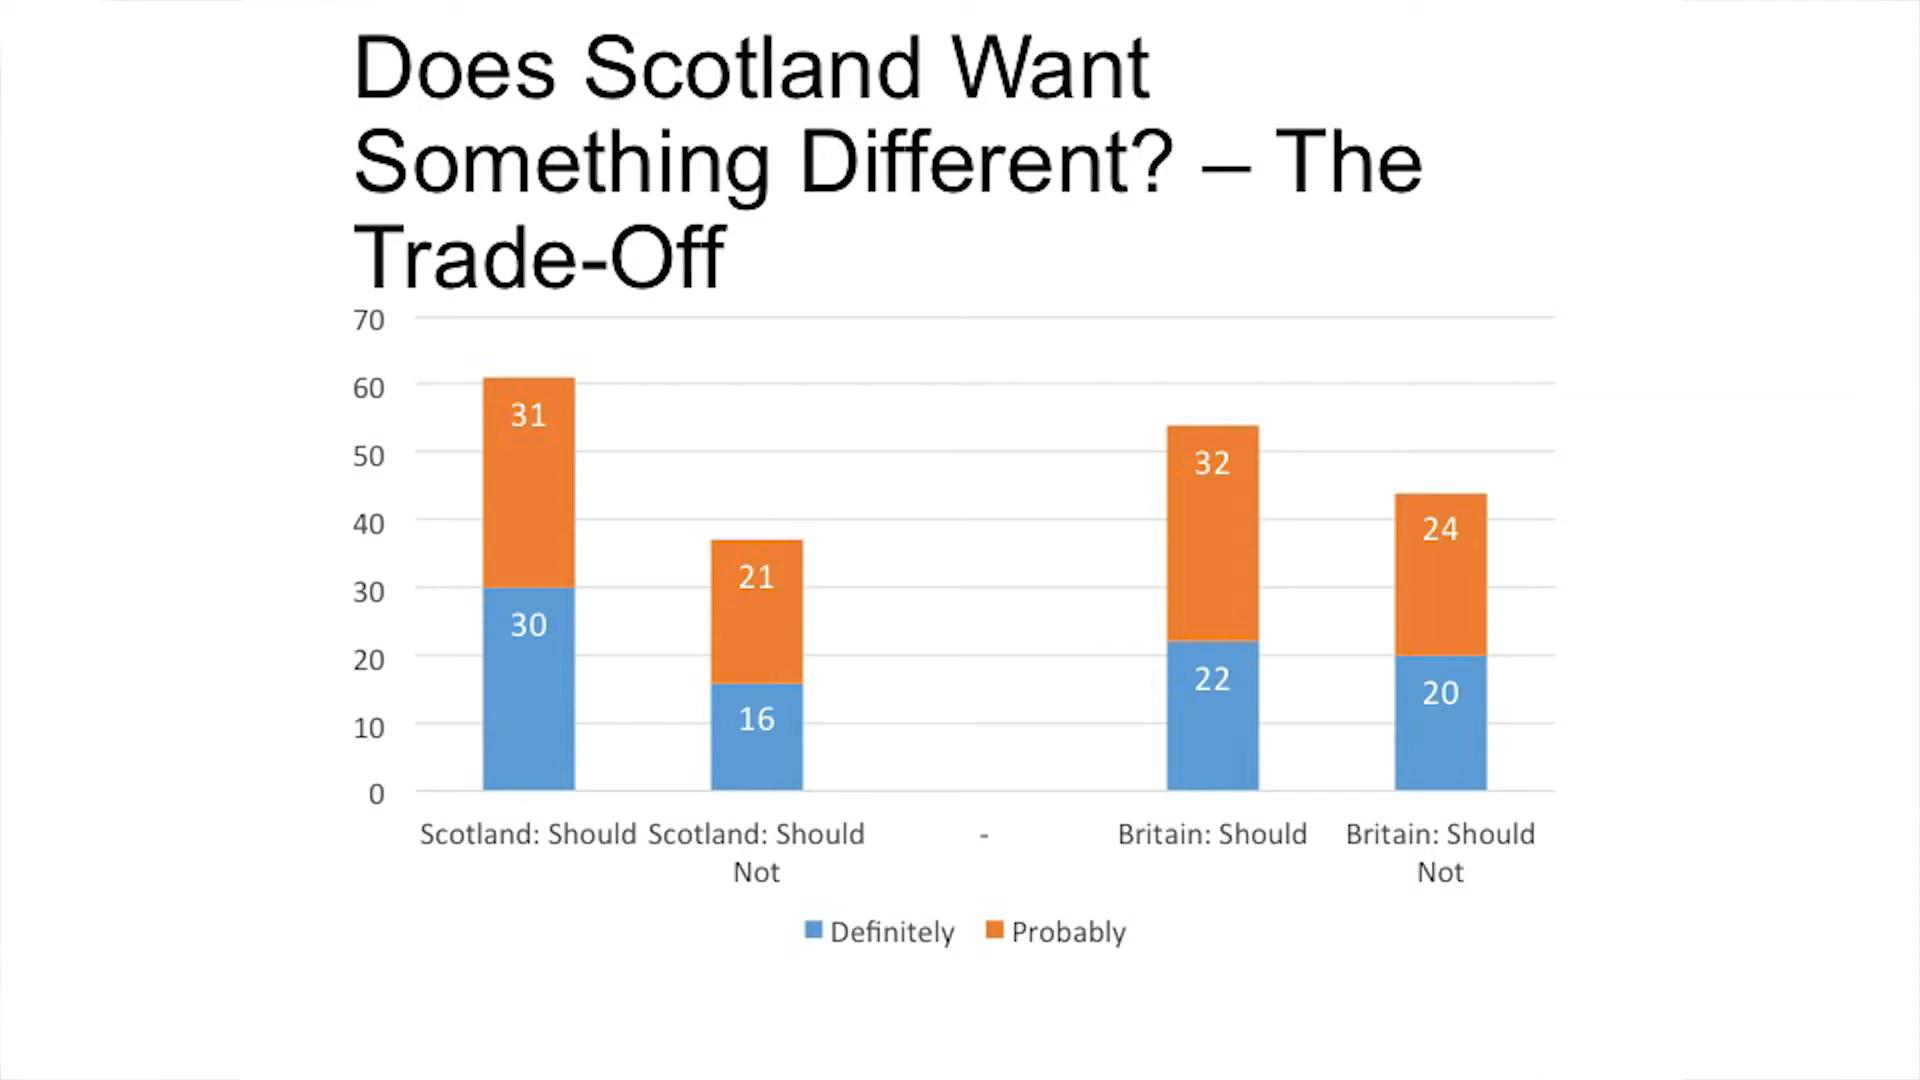 Does Scotland Want
Something Different? – The
Trade-Off
70
60
50
40
30
20
10
0
31
30
21
16
32
22
24
20
Scotland: Should
Scotland: Should
Not
-
Britain: Should
Britain: Should
Not
Definitely
Probably